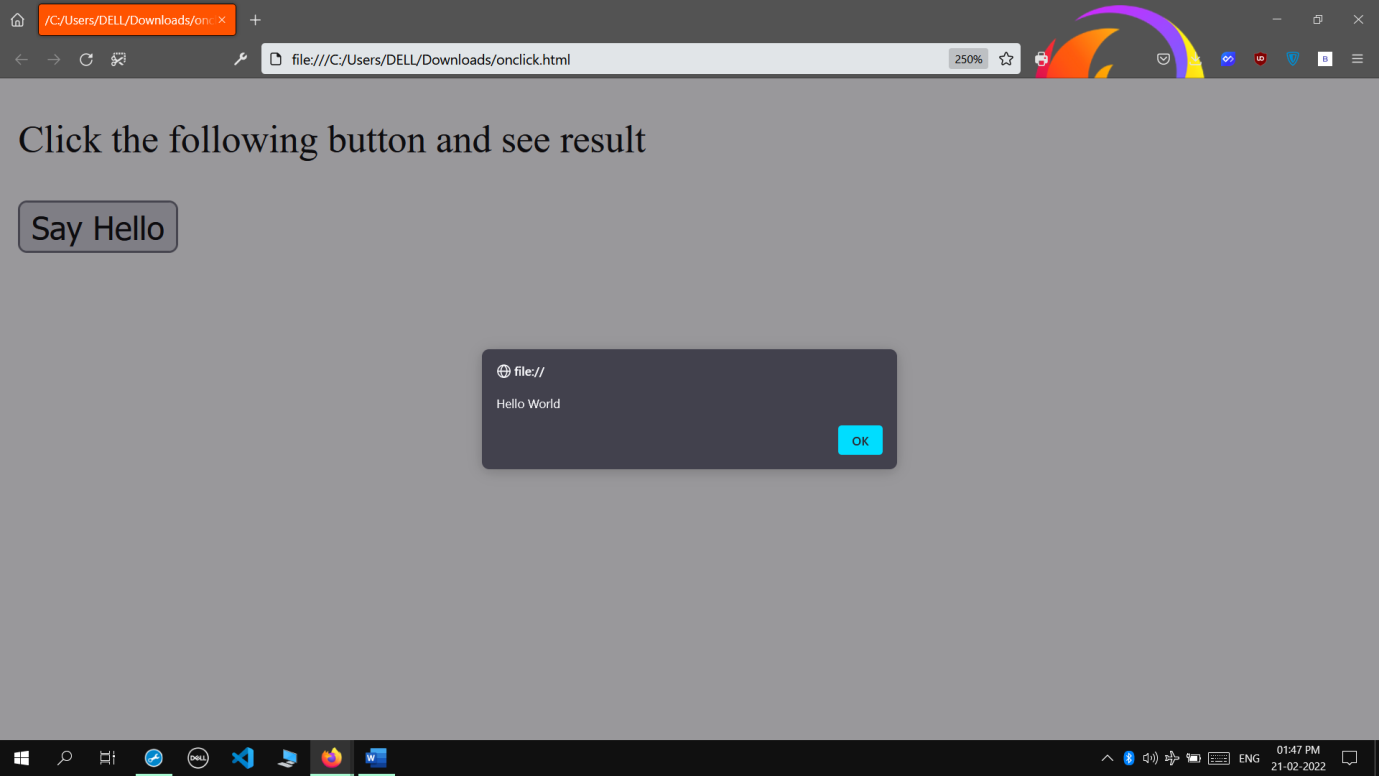 /C:/Users/DELL/Downloads/onc
file:///C:/Users/DELL/Downloads/onclick.html
250%
B
Click the following button and see result
Say Hello
file://
Hello World
OK
DELL
W
ENG
01:47 PM
21-02-2022